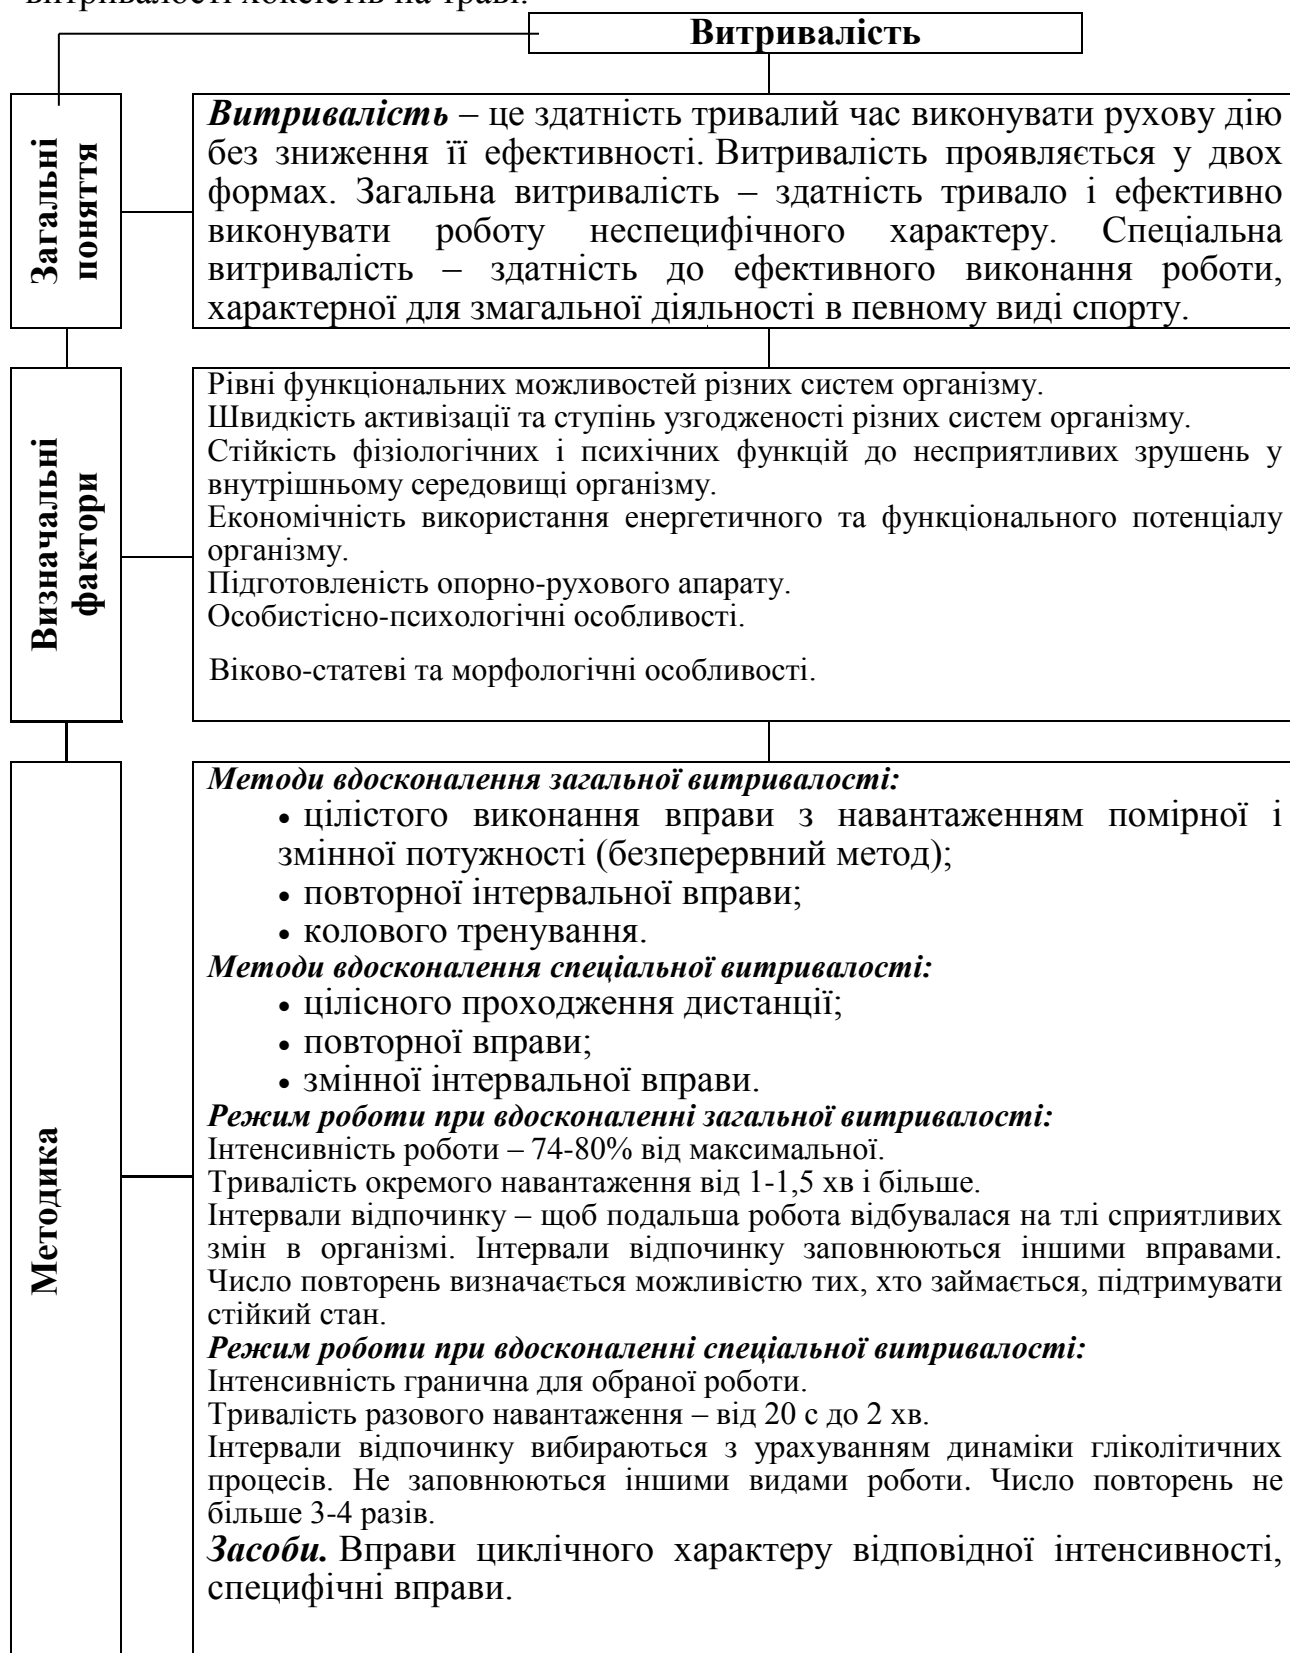 витривалості хокеїстів на траві.
Витривалість
Загальні
поняття
Витривалість – це здатність тривалий час виконувати рухову дію
без зниження її ефективності. Витривалість проявляється у двох
формах. Загальна витривалість – здатність тривало і ефективно
виконувати роботу неспецифічного характеру. Спеціальна
витривалість – здатність до ефективного виконання роботи,
характерної для змагальної діяльності в певному виді спорту.
Визначальні
фактори
Рівні функціональних можливостей різних систем організму.
Швидкість активізації та ступінь узгодженості різних систем організму.
Стійкість фізіологічних і психічних функцій до несприятливих зрушень у
внутрішньому середовищі організму.
Економічність використання енергетичного та функціонального потенціалу
організму.
Підготовленість опорно-рухового апарату.
Особистісно-психологічні особливості.
Віково-статеві та морфологічні особливості.
Методика
Методи вдосконалення загальної витривалості:
• цілістого виконання вправи з навантаженням помірної і
змінної потужності (безперервний метод);
• повторної інтервальної вправи;
• колового тренування.
Методи вдосконалення спеціальної витривалості:
• цілісного проходження дистанції;
• повторної вправи;
• змінної інтервальної вправи.
Режим роботи при вдосконаленні загальної витривалості:
Інтенсивність роботи – 74-80% від максимальної.
Тривалість окремого навантаження від 1-1,5 хв і більше.
Інтервали відпочинку – щоб подальша робота відбувалася на тлі сприятливих
змін в організмі. Інтервали відпочинку заповнюються іншими вправами.
Число повторень визначається можливістю тих, хто займається, підтримувати
стійкий стан.
Режим роботи при вдосконаленні спеціальної витривалості:
Інтенсивність гранична для обраної роботи.
Тривалість разового навантаження – від 20 с до 2 хв.
Інтервали відпочинку вибираються з урахуванням динаміки гліколітичних
процесів. Не заповнюються іншими видами роботи. Число повторень не
більше 3-4 разів.
Засоби. Вправи циклічного характеру відповідної інтенсивності,
специфічні вправи.